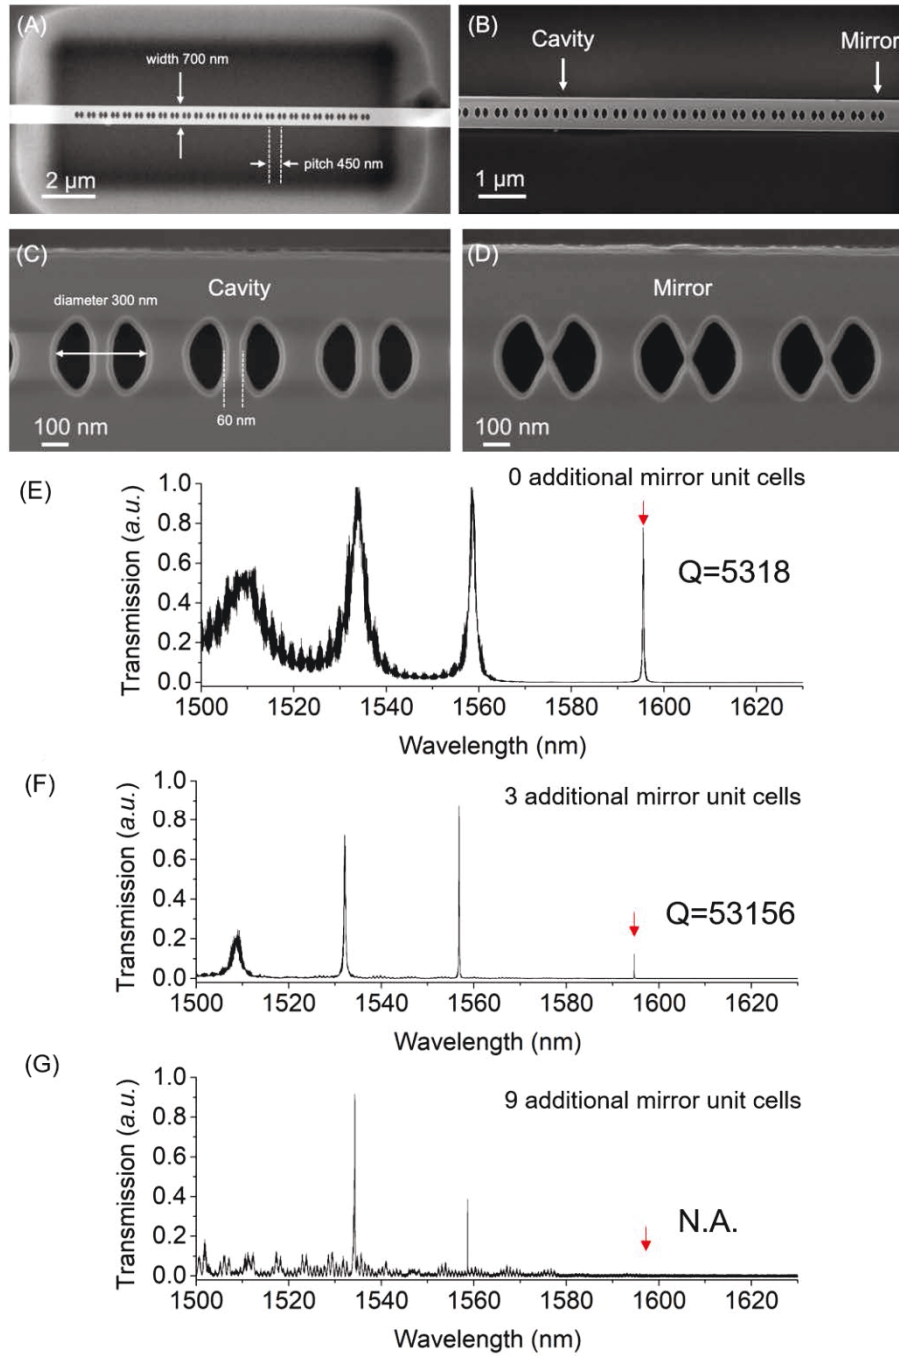 (A)
width 700 nm
pitch 450 nm
2 μm
(B)
Cavity
Mirror
1 μm
(C)
Cavity
diameter 300 nm
60 nm
100 nm
(D)
Mirror
100 nm
(E)
0 additional mirror unit cells
Q=5318
Transmission (a.u.)
1.0
0.8
0.6
0.4
0.2
0.0
1500 1520 1540 1560 1580 1600 1620
Wavelength (nm)
(F)
3 additional mirror unit cells
Q=53156
Transmission (a.u.)
1.0
0.8
0.6
0.4
0.2
0.0
1500 1520 1540 1560 1580 1600 1620
Wavelength (nm)
(G)
9 additional mirror unit cells
N.A.
Transmission (a.u.)
1.0
0.8
0.6
0.4
0.2
0.0
1500 1520 1540 1560 1580 1600 1620
Wavelength (nm)